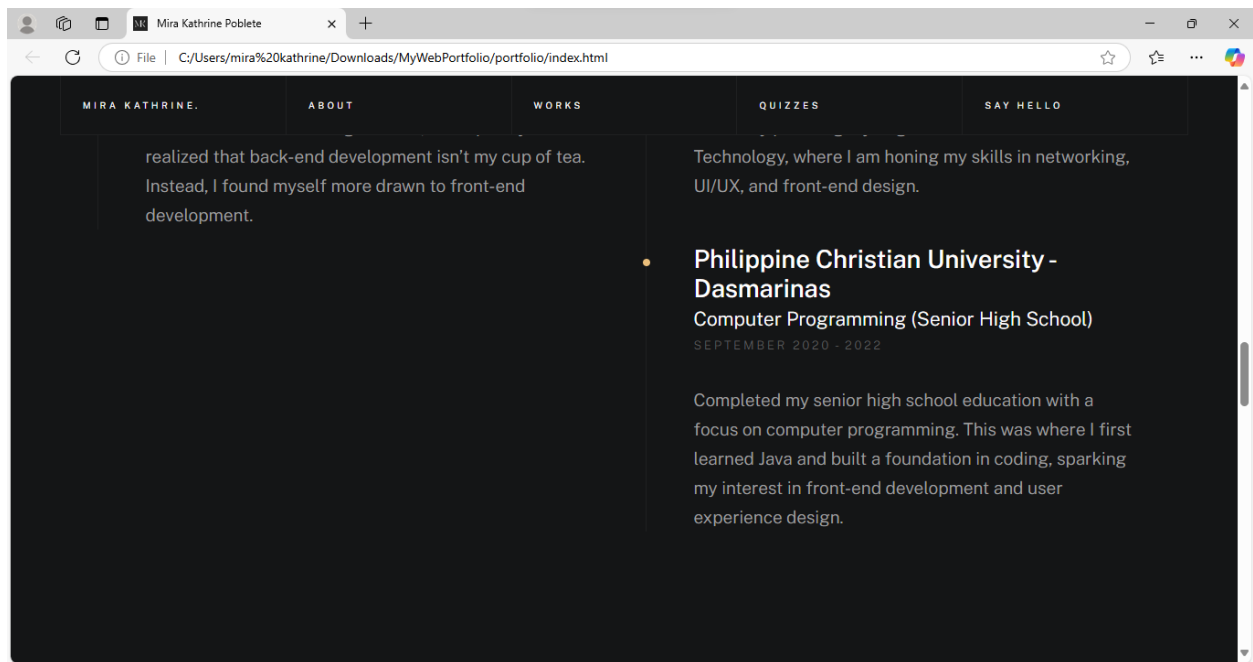 Mira Kathrine Poblete
File
C:/Users/mira%20kathrine/Downloads/MyWebPortfolio/portfolio/index.html
MIRA KATHRINE.
ABOUT
WORKS
QUIZZES
SAY HELLO
realized that back-end development isn’t my cup of tea.
Instead, I found myself more drawn to front-end
development.
Technology, where I am honing my skills in networking,
UI/UX, and front-end design.
Philippine Christian University -
Dasmarinas
Computer Programming (Senior High School)
SEPTEMBER 2020 - 2022
Completed my senior high school education with a
focus on computer programming. This was where I first
learned Java and built a foundation in coding, sparking
my interest in front-end development and user
experience design.